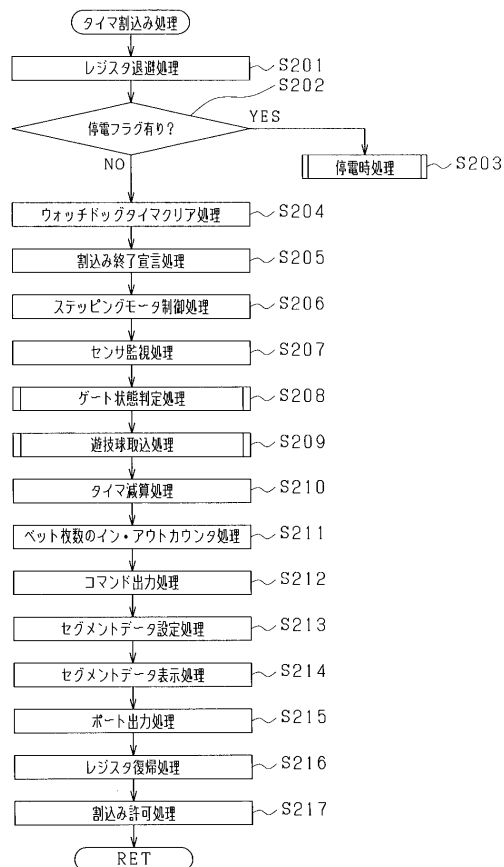 タイマ割込み処理
レジスタ退避処理
S201
S202
停電フラグ有り?
YES
NO
停電時処理
S203
ウォッチドッグタイマクリア処理
S204
割込み終了宣言処理
S205
ステッピングモータ制御処理
S206
センサ監視処理
S207
ゲート状態判定処理
S208
遊技球取込処理
S209
タイマ減算処理
S210
ベット枚数のイン・アウトカウンタ処理
S211
コマンド出力処理
S212
セグメントデータ設定処理
S213
セグメントデータ表示処理
S214
ポート出力処理
S215
レジスタ復帰処理
S216
割込み許可処理
S217
RET